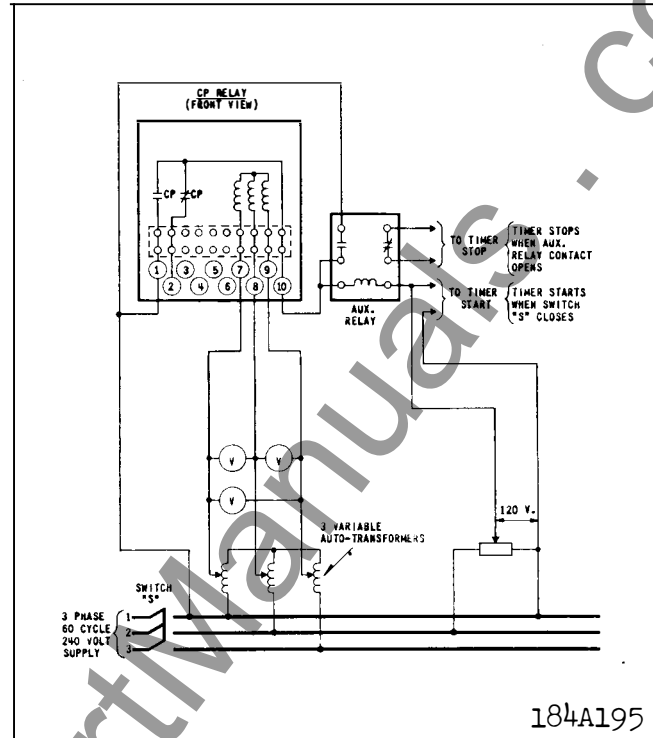 CP RELAY
(FRONT VIEW)
CP
CP
1
3
5
7
9
2
4
6
8
10
AUX.
RELAY
TO TIMER
STOP
TIMER STOPS
WHEN AUX.
RELAY CONTACT
OPENS
TO TIMER
START
TIMER STARTS
WHEN SWITCH
"S" CLOSES
V
V
V
120 V.
3 VARIABLE
AUTO-TRANSFORMERS
SWITCH
"S"
3 PHASE
60 CYCLE
240 VOLT
SUPPLY
1
2
3
184A195
rtManuals . co